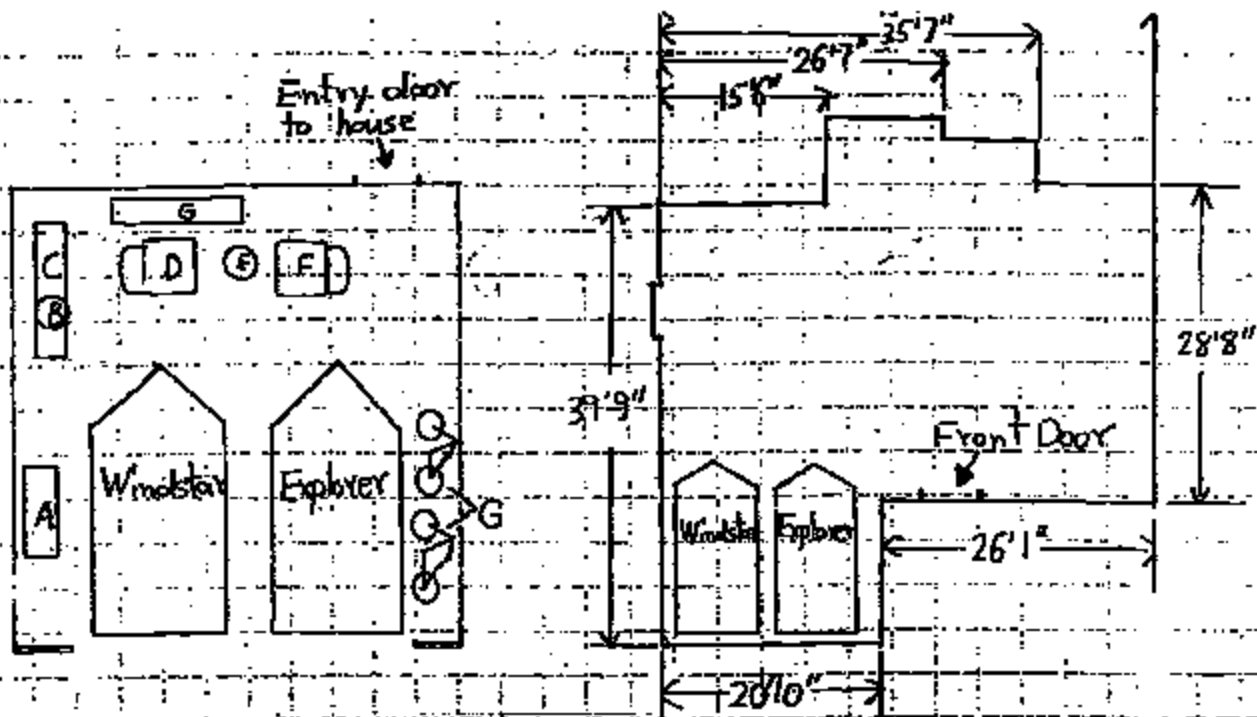 Entry door
to house
G
C
D
E
F
B
A
Windstar
Explorer
G
35'7"
26'7"
15'6"
39'9"
28'8"
Front Door
Windstar
Explorer
26'1"
20'10"